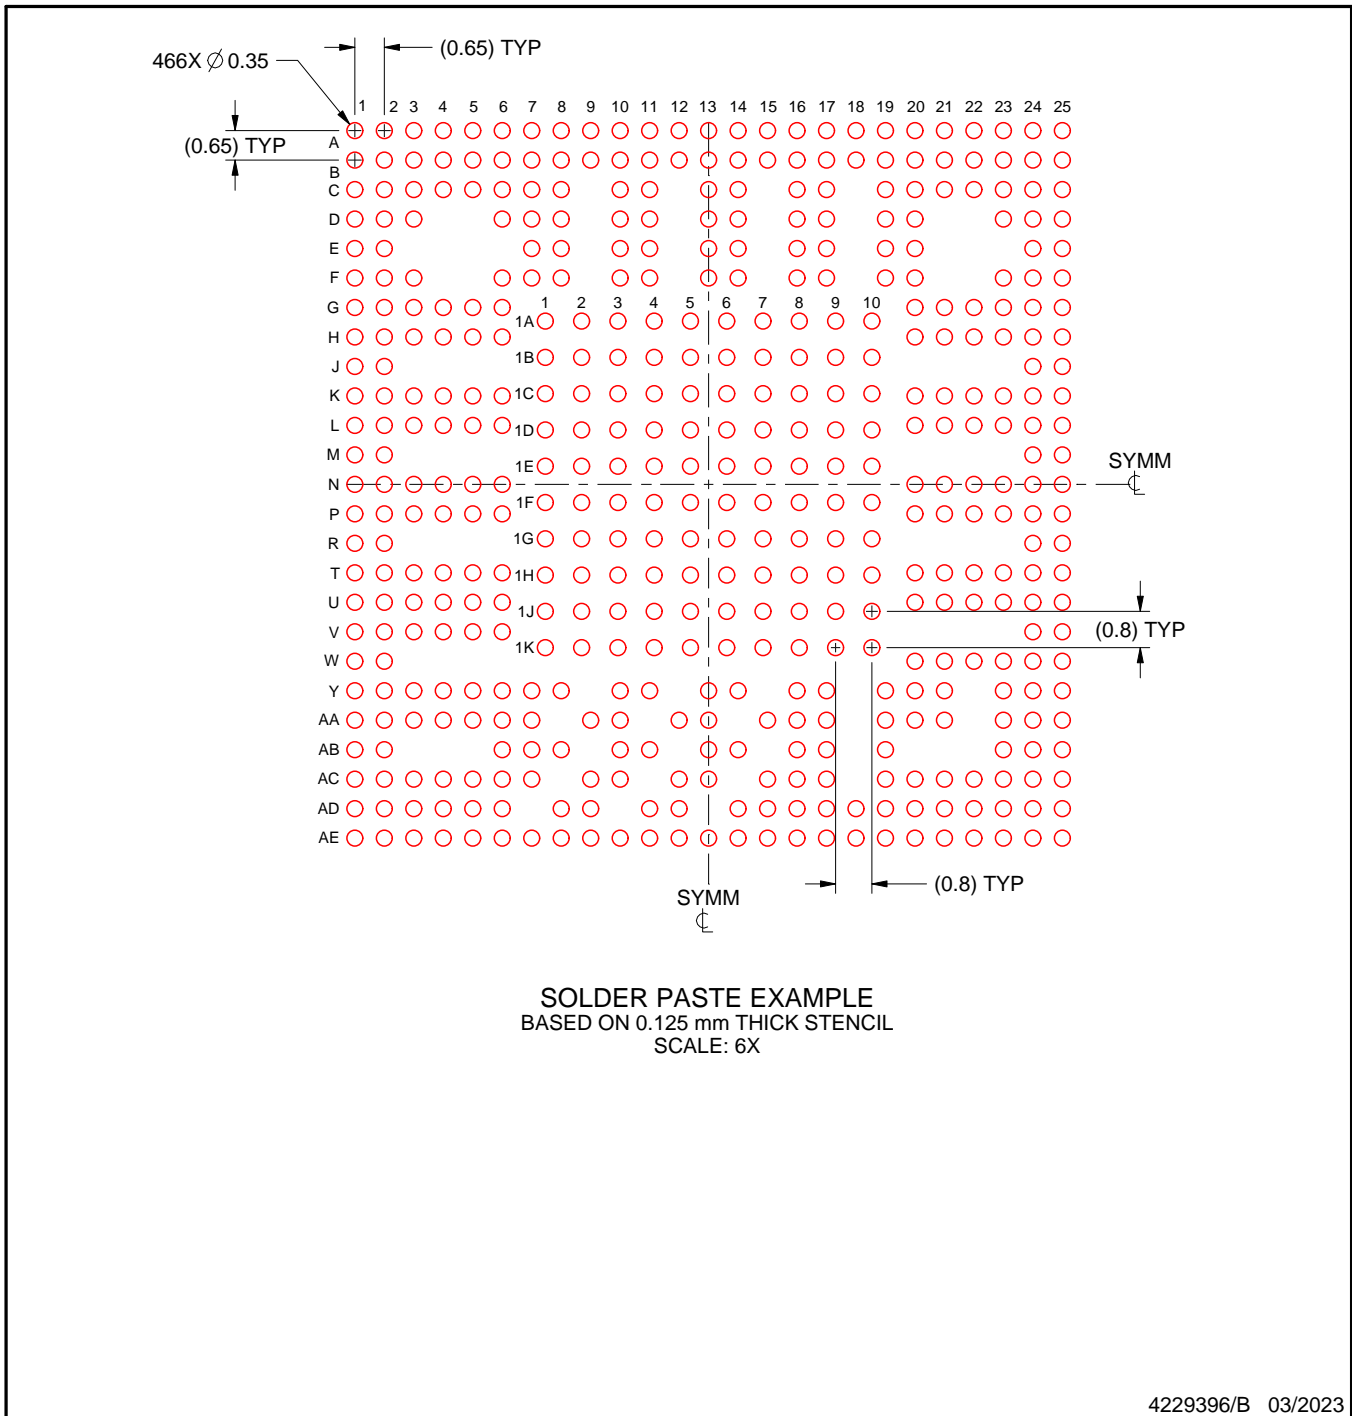 (0.65) TYP
466X ∅ 0.35
1 2 3 4 5 6 7 8 9 10 11 12 13 14 15 16 17 18 19 20 21 22 23 24 25
(0.65) TYP
A
B
C
D
E
F
G
1 2 3 4 5 6 7 8 9 10
1A
H
1B
J
K
1C
L
1D
M
1E
SYMM
N
1F
P
1G
R
T
1H
U
1J
(0.8) TYP
V
1K
W
Y
AA
AB
AC
AD
AE
(0.8) TYP
SYMM
SOLDER PASTE EXAMPLE
BASED ON 0.125 mm THICK STENCIL
SCALE: 6X
4229396/B 03/2023